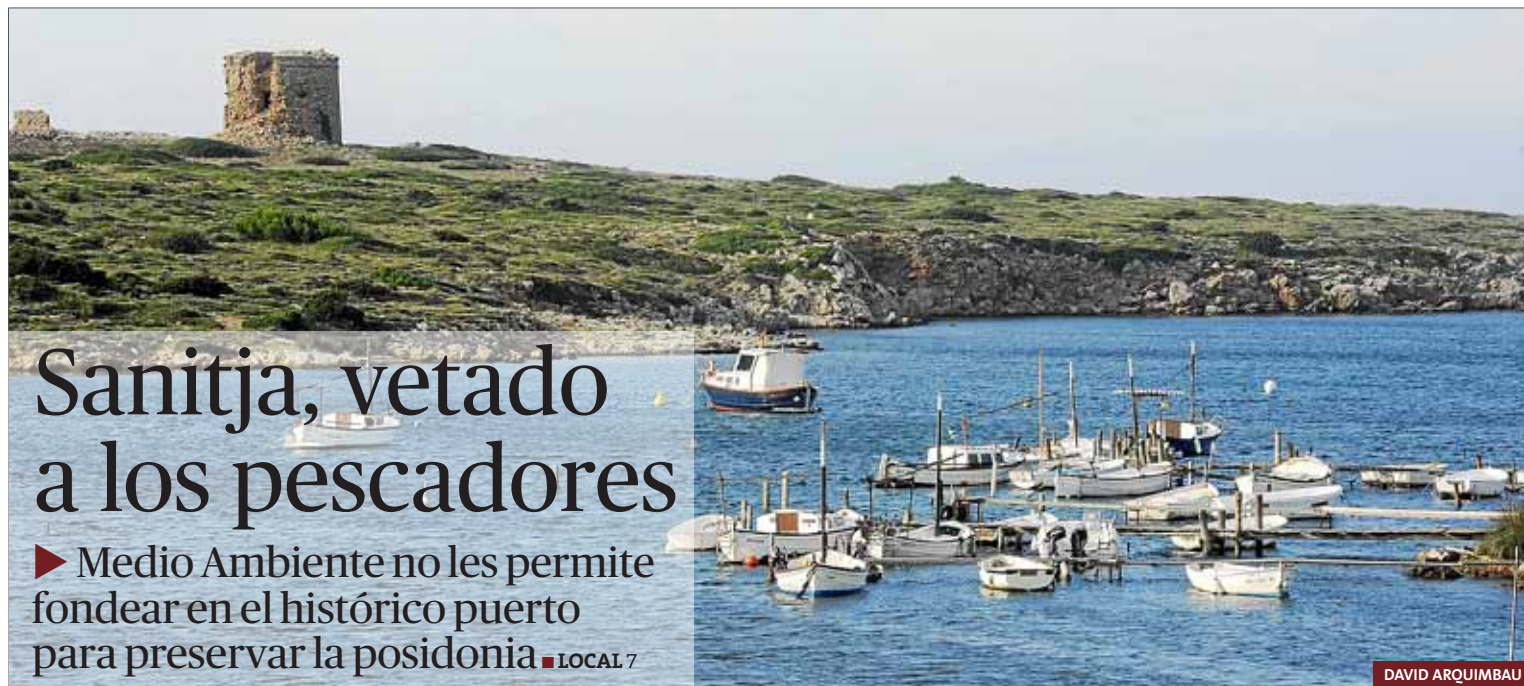 Sanitja, vetado
a los pescadores
▶ Medio Ambiente no les permite
fondear en el histórico puerto
para preservar la posidonia ■ LOCAL 7
DAVID ARQUIMBAU